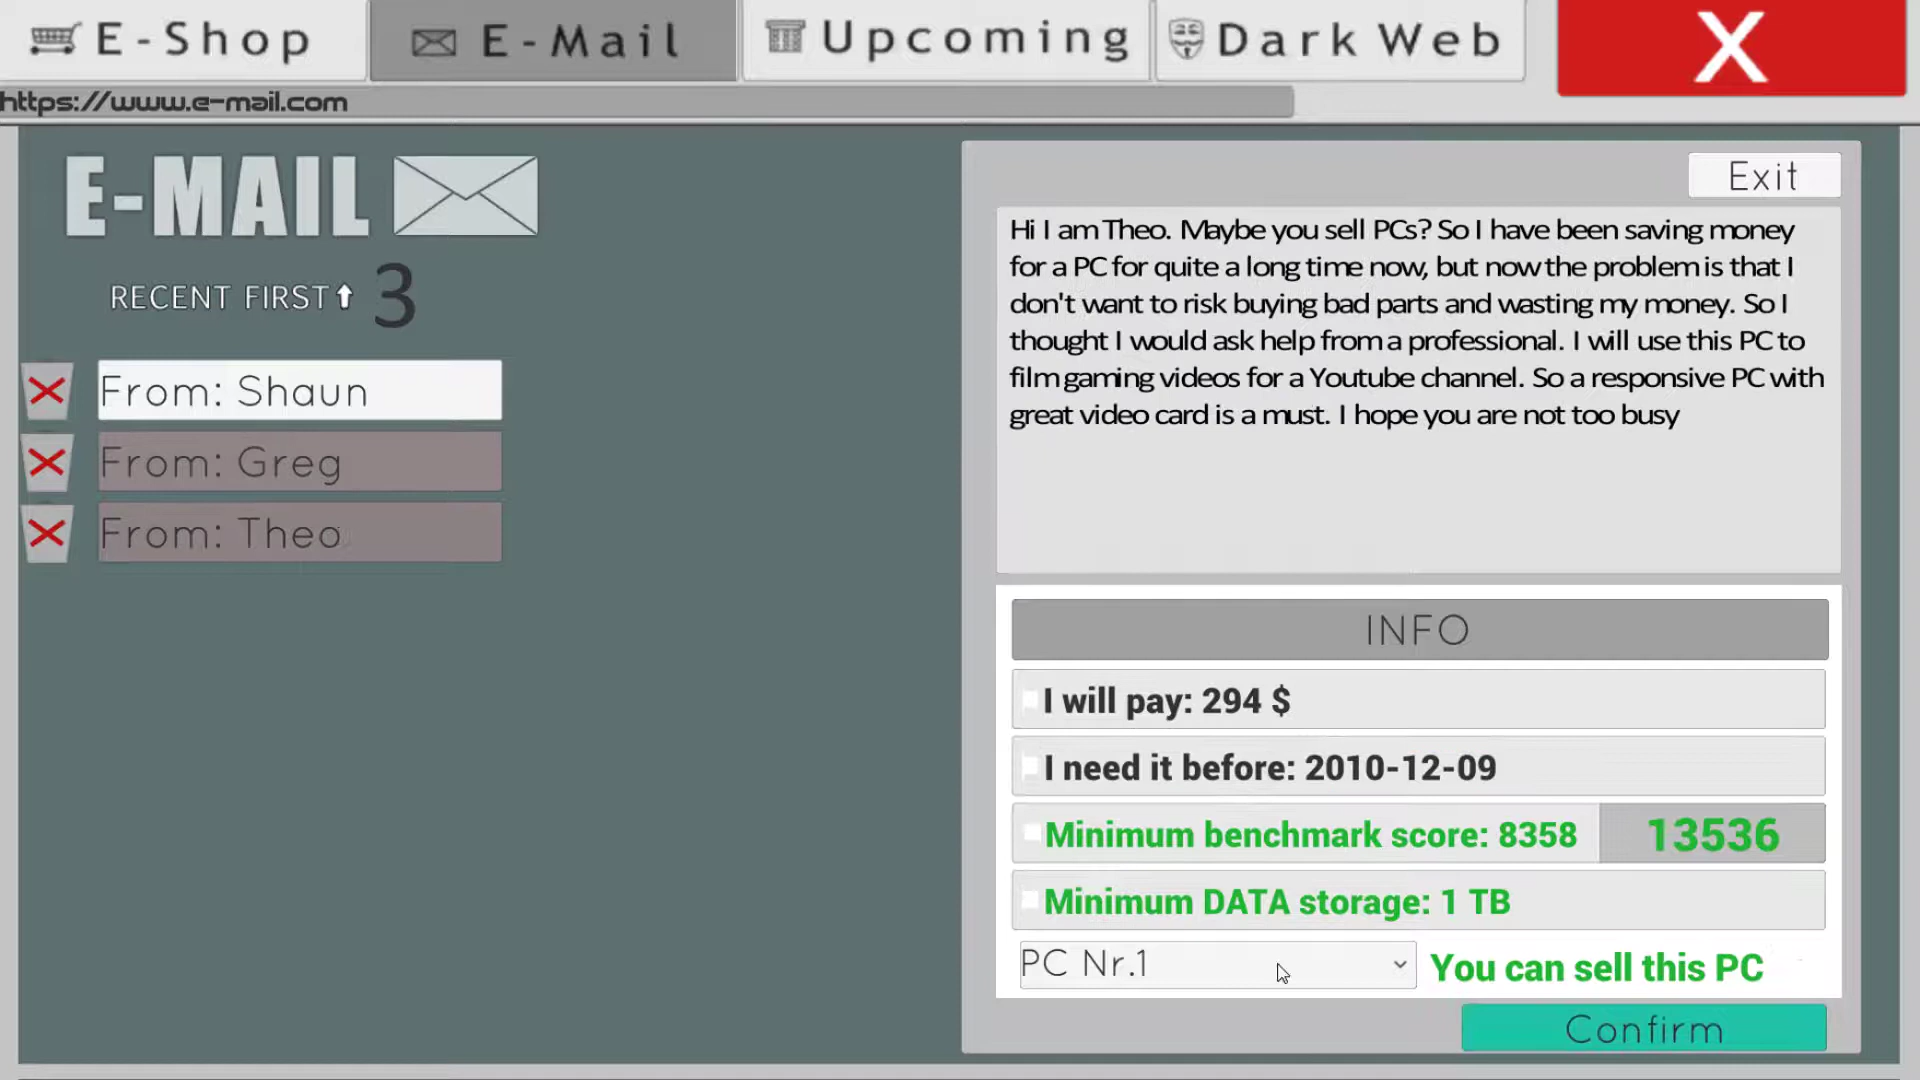 E-Shop
E-Mail
Upcoming
Dark Web
X
https://www.e-mail.com
E-MAIL
RECENT FIRST 3
From: Shaun
From: Greg
From: Theo
Exit
Hi I am Theo. Maybe you sell PCs? So I have been saving money
for a PC for quite a long time now, but now the problem is that I
don't want to risk buying bad parts and wasting my money. So I
thought I would ask help from a professional. I will use this PC to
film gaming videos for a Youtube channel. So a responsive PC with
great video card is a must. I hope you are not too busy
INFO
I will pay: 294 $
I need it before: 2010-12-09
Minimum benchmark score: 8358 13536
Minimum DATA storage: 1 TB
PC Nr.1 You can sell this PC
Confirm